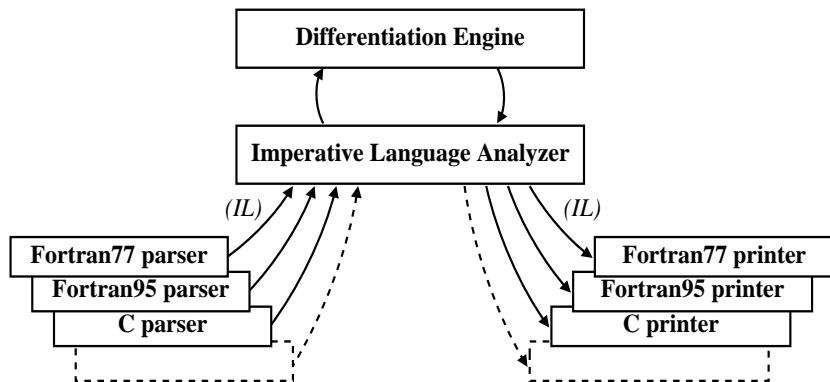 Differentiation Engine
Imperative Language Analyzer
(IL) (IL)
Fortran77 parser Fortran77 printer
Fortran95 parser Fortran95 printer
C parser C printer